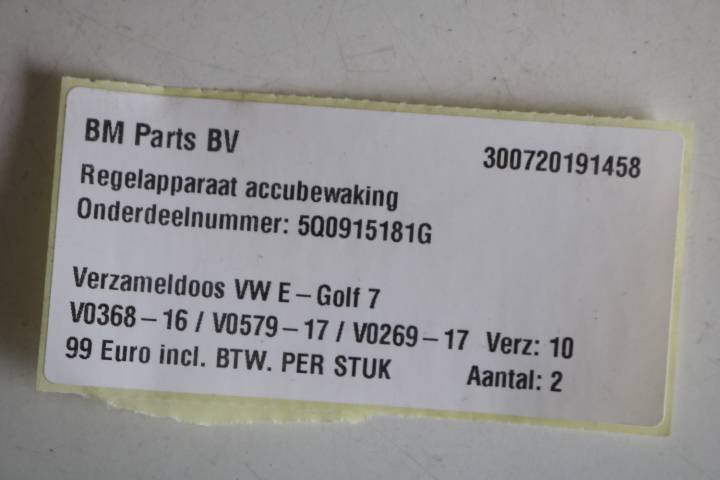 BM Parts BV 300720191458
Regelapparaat accubewaking
Onderdeelnummer: 5Q0915181G
Verzameldoos VW E-Golf 7
V0368-16 / V0579-17 / V0269-17 Verz: 10
99 Euro incl. BTW. PER STUK Aantal: 2